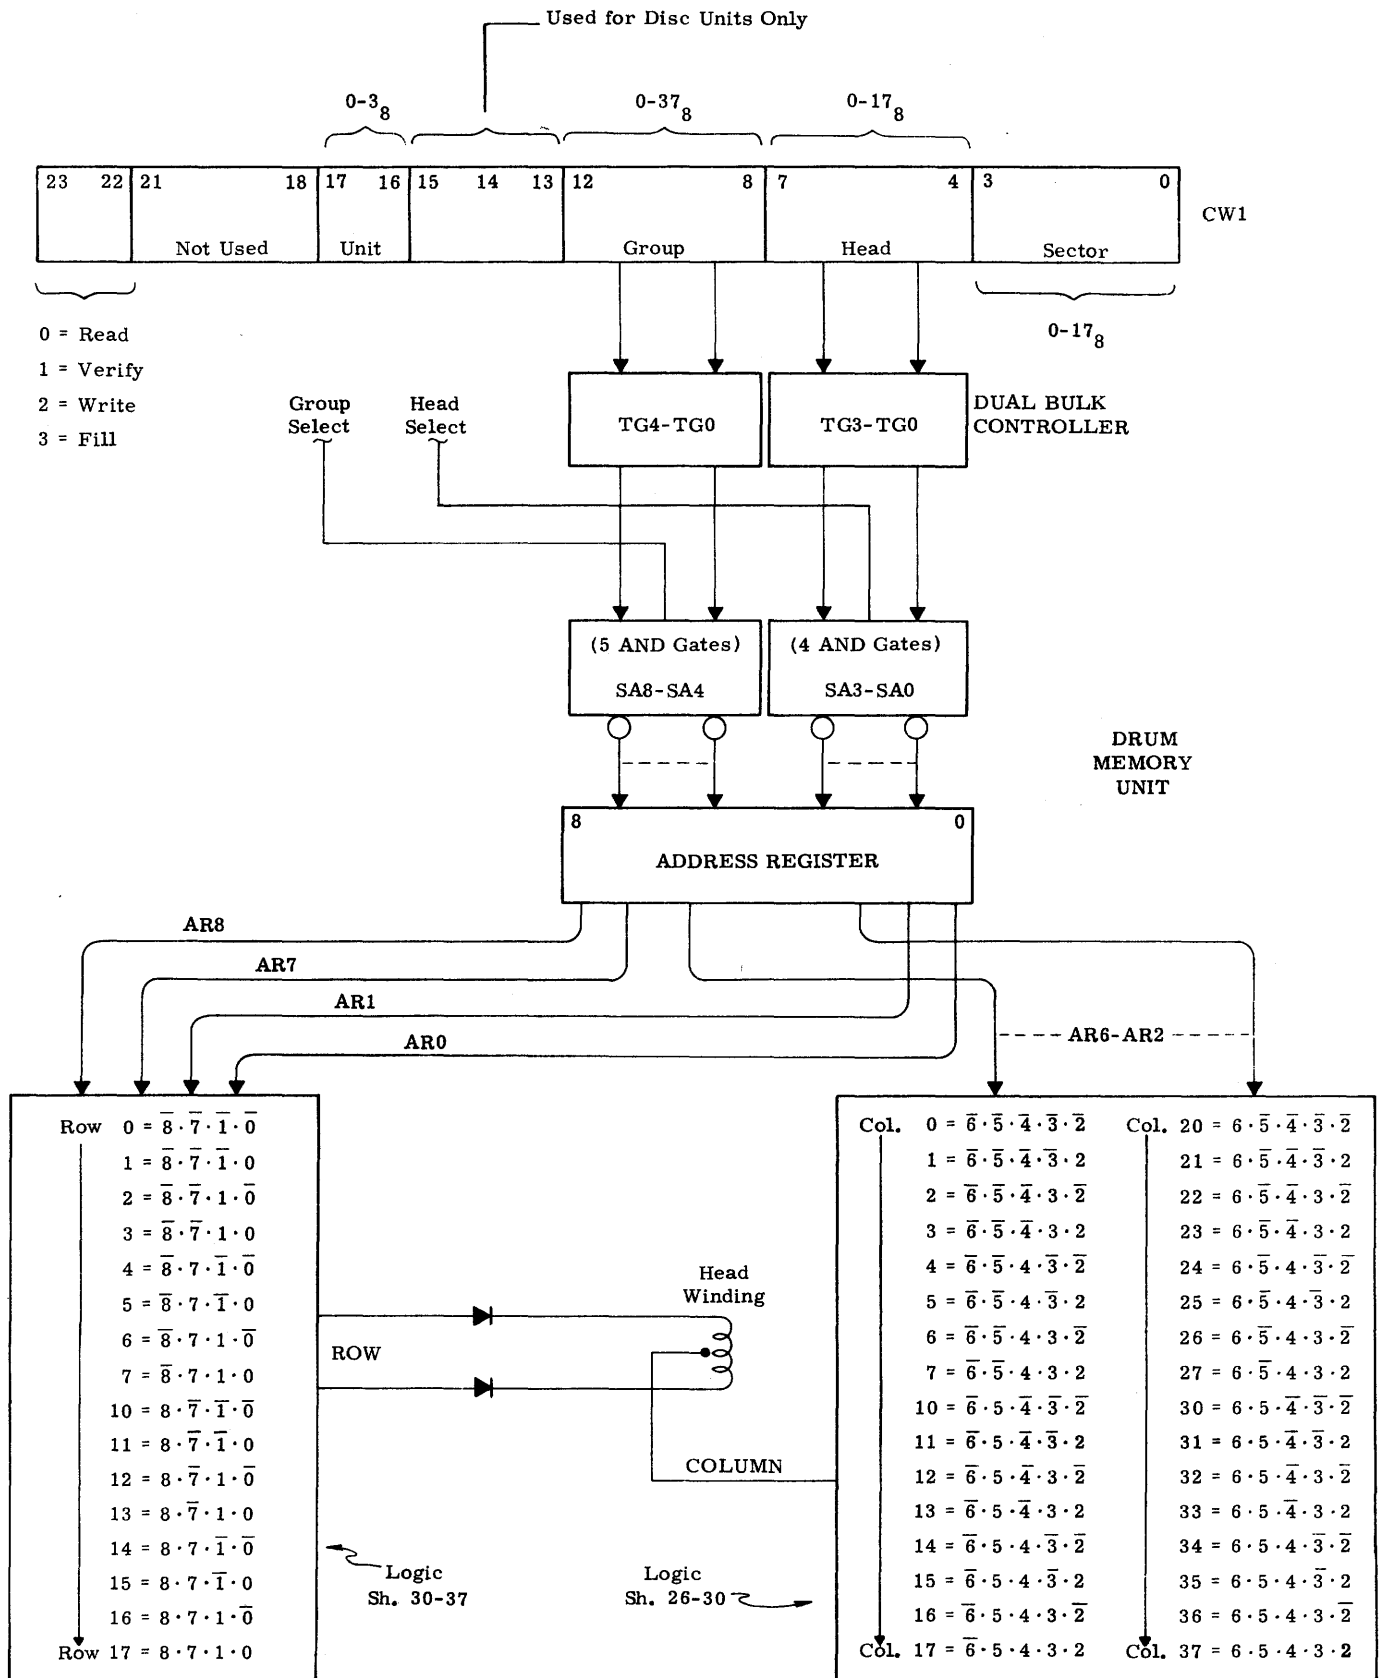 Used for Disc Units Only
0-3₈ 0-37₈ 0-17₈
23 22 21 18 17 16 15 14 13 12 8 7 4 3 0
CW1
Not Used Unit Group Head Sector
0-17₈
0 = Read
1 = Verify
2 = Write
3 = Fill
Group
Select
Head
Select
TG4-TG0
TG3-TG0
DUAL BULK
CONTROLLER
(5 AND Gates)
SA8-SA4
(4 AND Gates)
SA3-SA0
DRUM
MEMORY
UNIT
8 0
ADDRESS REGISTER
AR8
AR7
AR1
AR0
AR6-AR2
Row 0 = 8̅·7̅·1̅·0̅
1 = 8̅·7̅·1̅·0
2 = 8̅·7̅·1·0̅
3 = 8̅·7̅·1·0
4 = 8̅·7·1̅·0̅
5 = 8̅·7·1̅·0
6 = 8̅·7·1·0̅
7 = 8̅·7·1·0
10 = 8·7̅·1̅·0̅
11 = 8·7̅·1̅·0
12 = 8·7̅·1·0̅
13 = 8·7̅·1·0
14 = 8·7·1̅·0̅
15 = 8·7·1̅·0
16 = 8·7·1·0̅
Row 17 = 8·7·1·0
Head
Winding
ROW
COLUMN
Logic
Sh. 30-37
Logic
Sh. 26-30
Col. 0 = 6̅·5̅·4̅·3̅·2̅
1 = 6̅·5̅·4̅·3̅·2
2 = 6̅·5̅·4̅·3·2̅
3 = 6̅·5̅·4̅·3·2
4 = 6̅·5̅·4·3̅·2̅
5 = 6̅·5̅·4·3̅·2
6 = 6̅·5̅·4·3·2̅
7 = 6̅·5̅·4·3·2
10 = 6̅·5·4̅·3̅·2̅
11 = 6̅·5·4̅·3̅·2
12 = 6̅·5·4̅·3·2̅
13 = 6̅·5·4̅·3·2
14 = 6̅·5·4·3̅·2̅
15 = 6̅·5·4·3̅·2
16 = 6̅·5·4·3·2̅
Col. 17 = 6̅·5·4·3·2
Col. 20 = 6·5̅·4̅·3̅·2̅
21 = 6·5̅·4̅·3̅·2
22 = 6·5̅·4̅·3·2̅
23 = 6·5̅·4̅·3·2
24 = 6·5̅·4·3̅·2̅
25 = 6·5̅·4·3̅·2
26 = 6·5̅·4·3·2̅
27 = 6·5̅·4·3·2
30 = 6·5·4̅·3̅·2̅
31 = 6·5·4̅·3̅·2
32 = 6·5·4̅·3·2̅
33 = 6·5·4̅·3·2
34 = 6·5·4·3̅·2̅
35 = 6·5·4·3̅·2
36 = 6·5·4·3·2̅
Col. 37 = 6·5·4·3·2